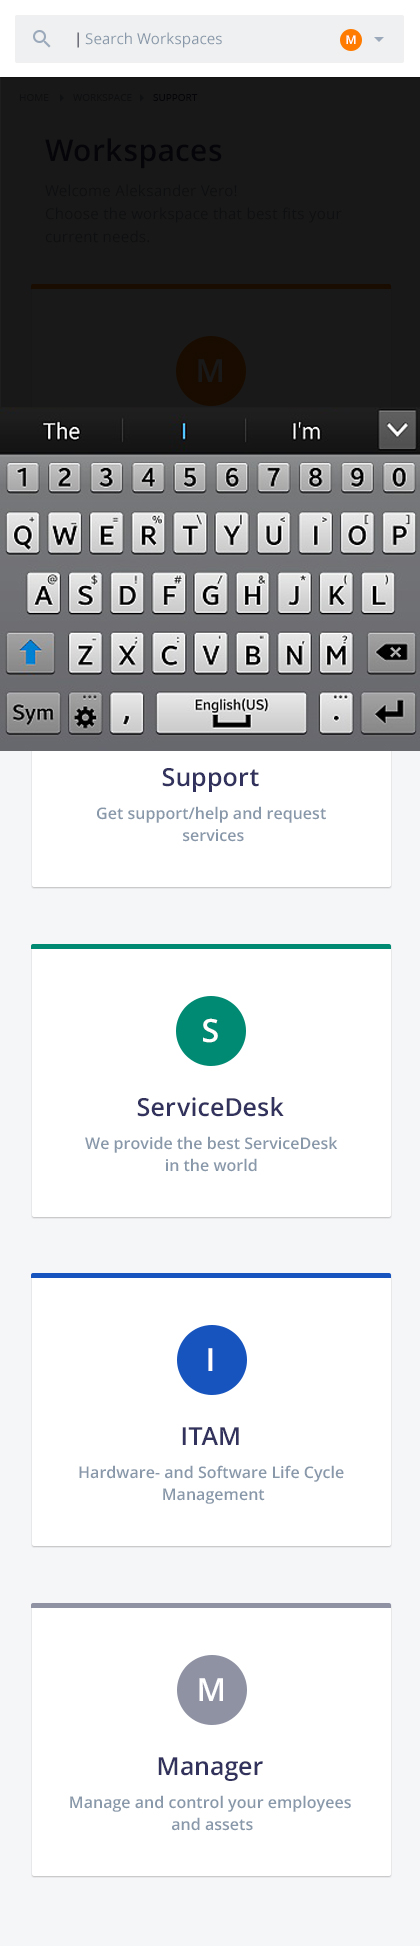 Search Workspaces M
HOME WORKSPACE SUPPORT
Workspaces
Welcome Aleksander Vero!
Choose the workspace that best fits your
current needs.
M
The I I'm
1 2 3 4 5 6 7 8 9 0
Q W E R T Y U I O P
A S D F G H J K L
Z X C V B N M
Sym , English(US) .
Support
Get support/help and request
services
S
ServiceDesk
We provide the best ServiceDesk
in the world
I
ITAM
Hardware- and Software Life Cycle
Management
M
Manager
Manage and control your employees
and assets